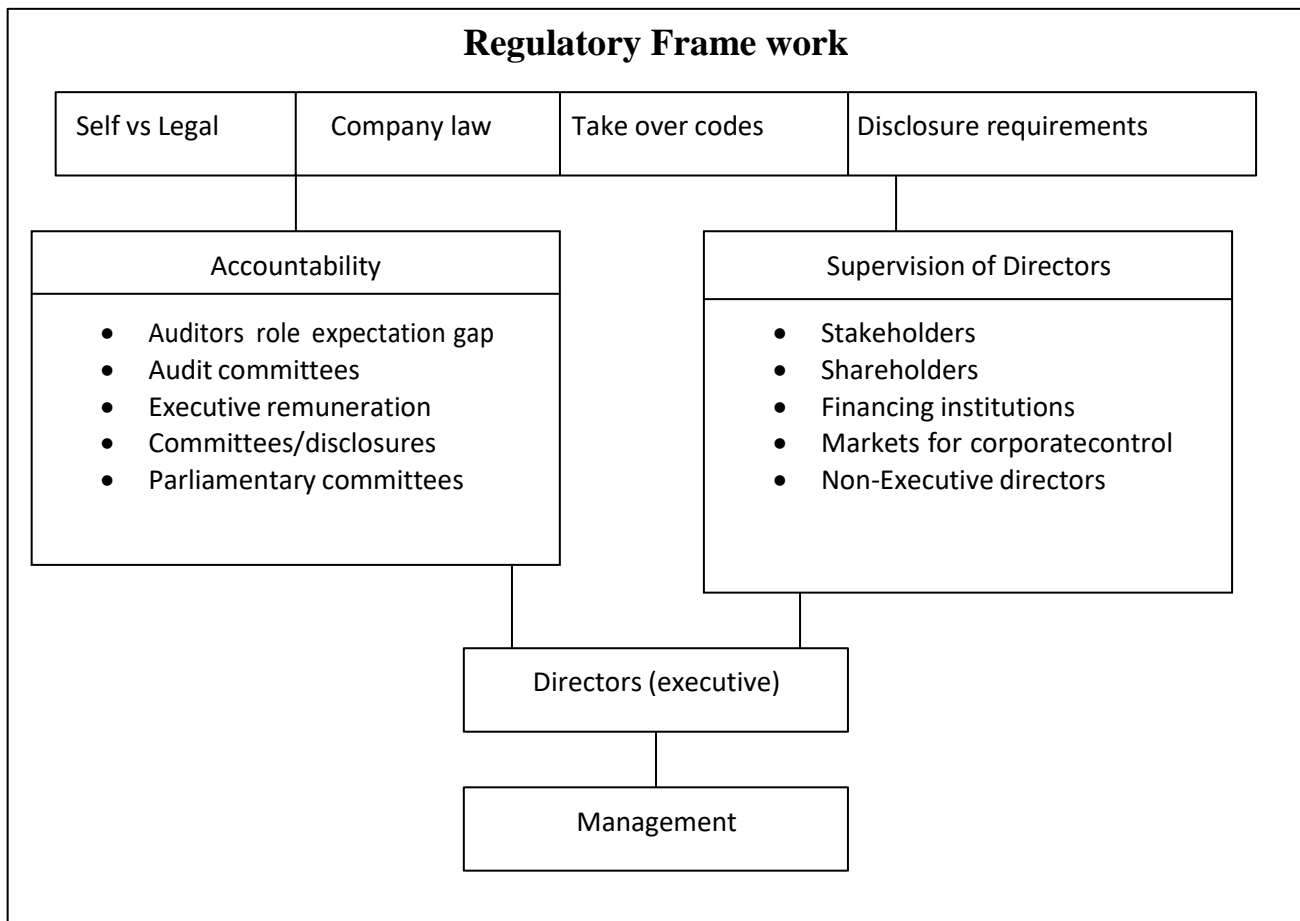 Regulatory Frame work
Self vs Legal
Company law
Take over codes
Disclosure requirements
Accountability
• Auditors role expectation gap
• Audit committees
• Executive remuneration
• Committees/disclosures
• Parliamentary committees
Supervision of Directors
• Stakeholders
• Shareholders
• Financing institutions
• Markets for corporatecontrol
• Non-Executive directors
Directors (executive)
Management